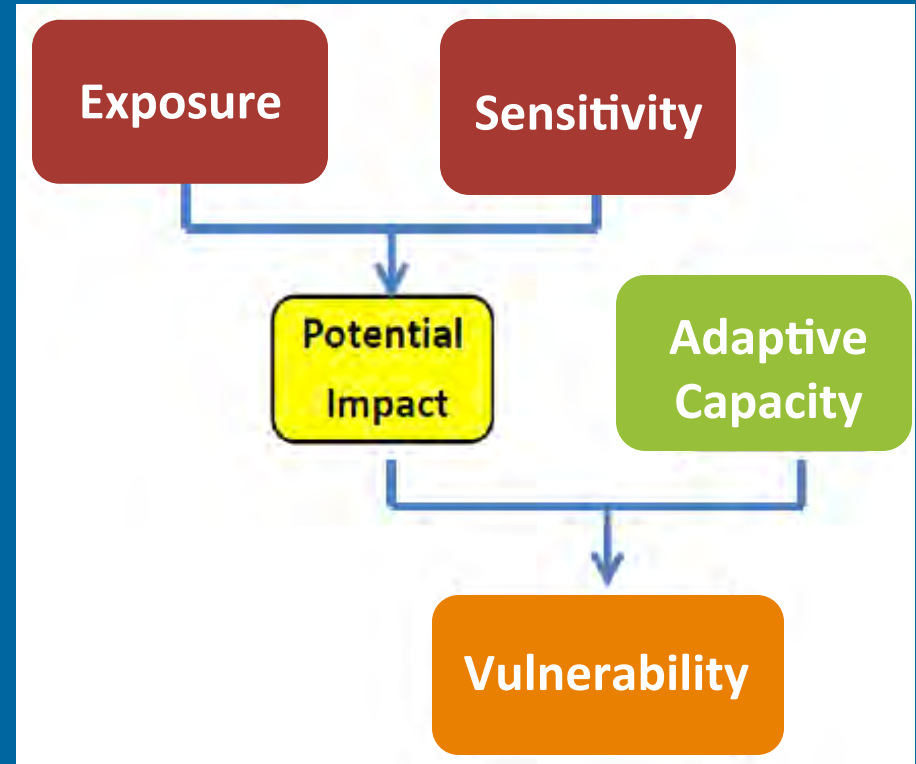 Exposure
Sensitivity
Potential
Impact
Adaptive
Capacity
Vulnerability